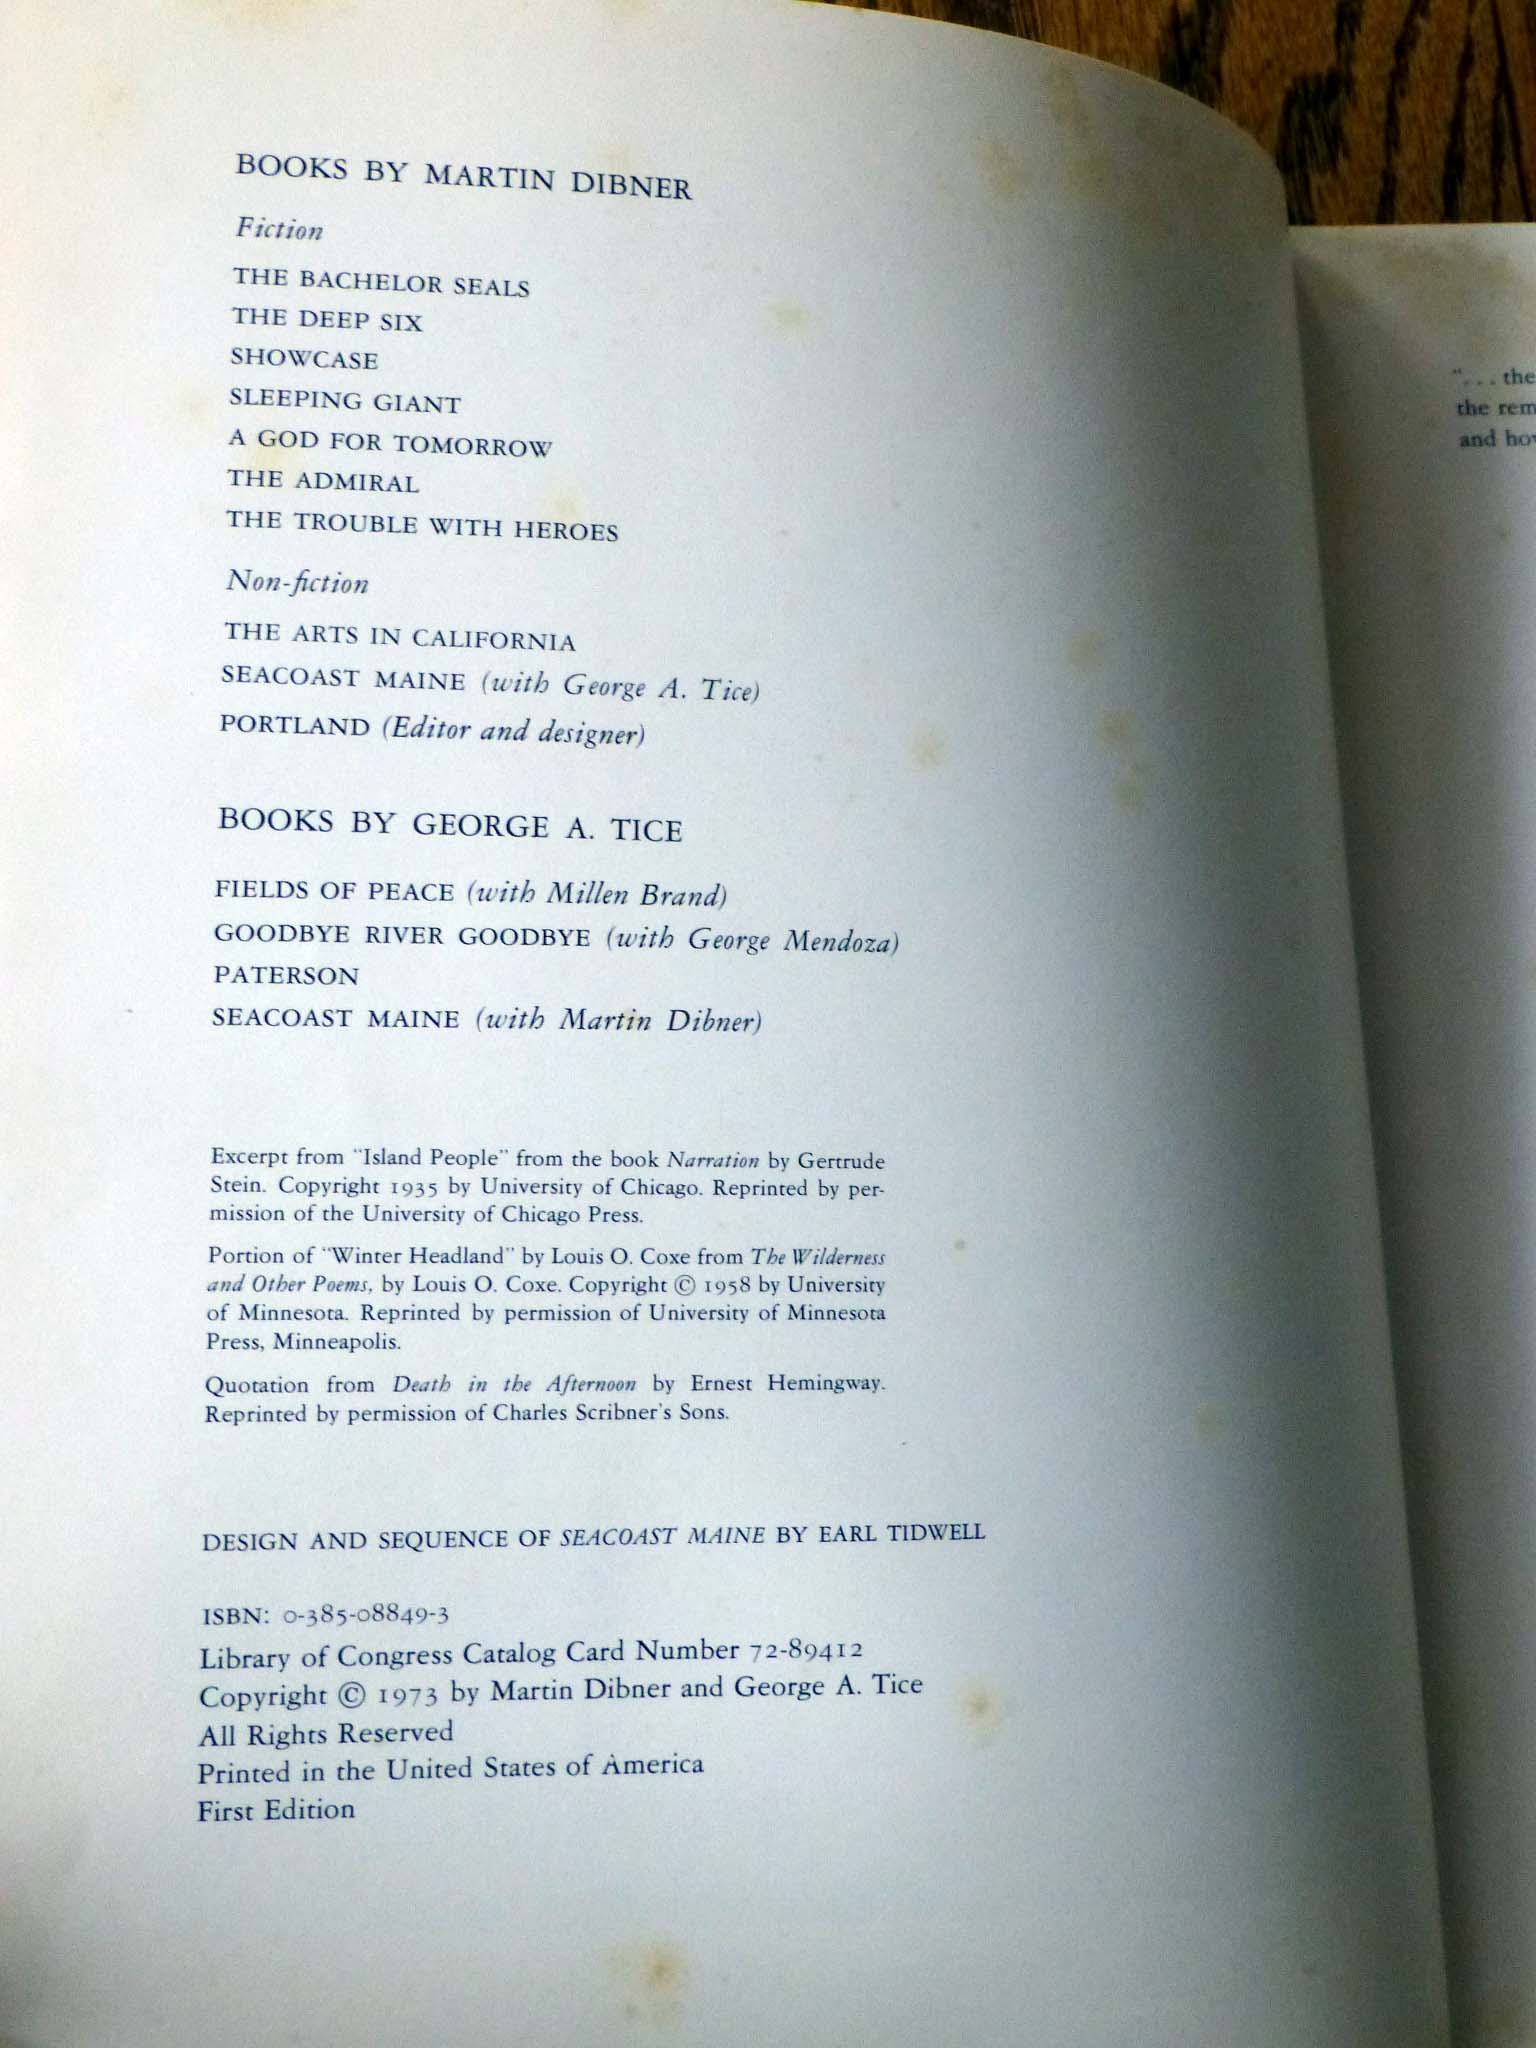 BOOKS BY MARTIN DIBNER
Fiction
THE BACHELOR SEALS
THE DEEP SIX
SHOWCASE
SLEEPING GIANT
A GOD FOR TOMORROW
THE ADMIRAL
THE TROUBLE WITH HEROES
Non-fiction
THE ARTS IN CALIFORNIA
SEACOAST MAINE (with George A. Tice)
PORTLAND (Editor and designer)
BOOKS BY GEORGE A. TICE
FIELDS OF PEACE (with Millen Brand)
GOODBYE RIVER GOODBYE (with George Mendoza)
PATERSON
SEACOAST MAINE (with Martin Dibner)
Excerpt from "Island People" from the book Narration by Gertrude
Stein. Copyright 1935 by University of Chicago. Reprinted by per-
mission of the University of Chicago Press.
Portion of "Winter Headland" by Louis O. Coxe from The Wilderness
and Other Poems, by Louis O. Coxe. Copyright © 1958 by University
of Minnesota. Reprinted by permission of University of Minnesota
Press, Minneapolis.
Quotation from Death in the Afternoon by Ernest Hemingway.
Reprinted by permission of Charles Scribner's Sons.
DESIGN AND SEQUENCE OF SEACOAST MAINE BY EARL TIDWELL
ISBN: 0-385-08849-3
Library of Congress Catalog Card Number 72-89412
Copyright © 1973 by Martin Dibner and George A. Tice
All Rights Reserved
Printed in the United States of America
First Edition
"... the
the rem
and